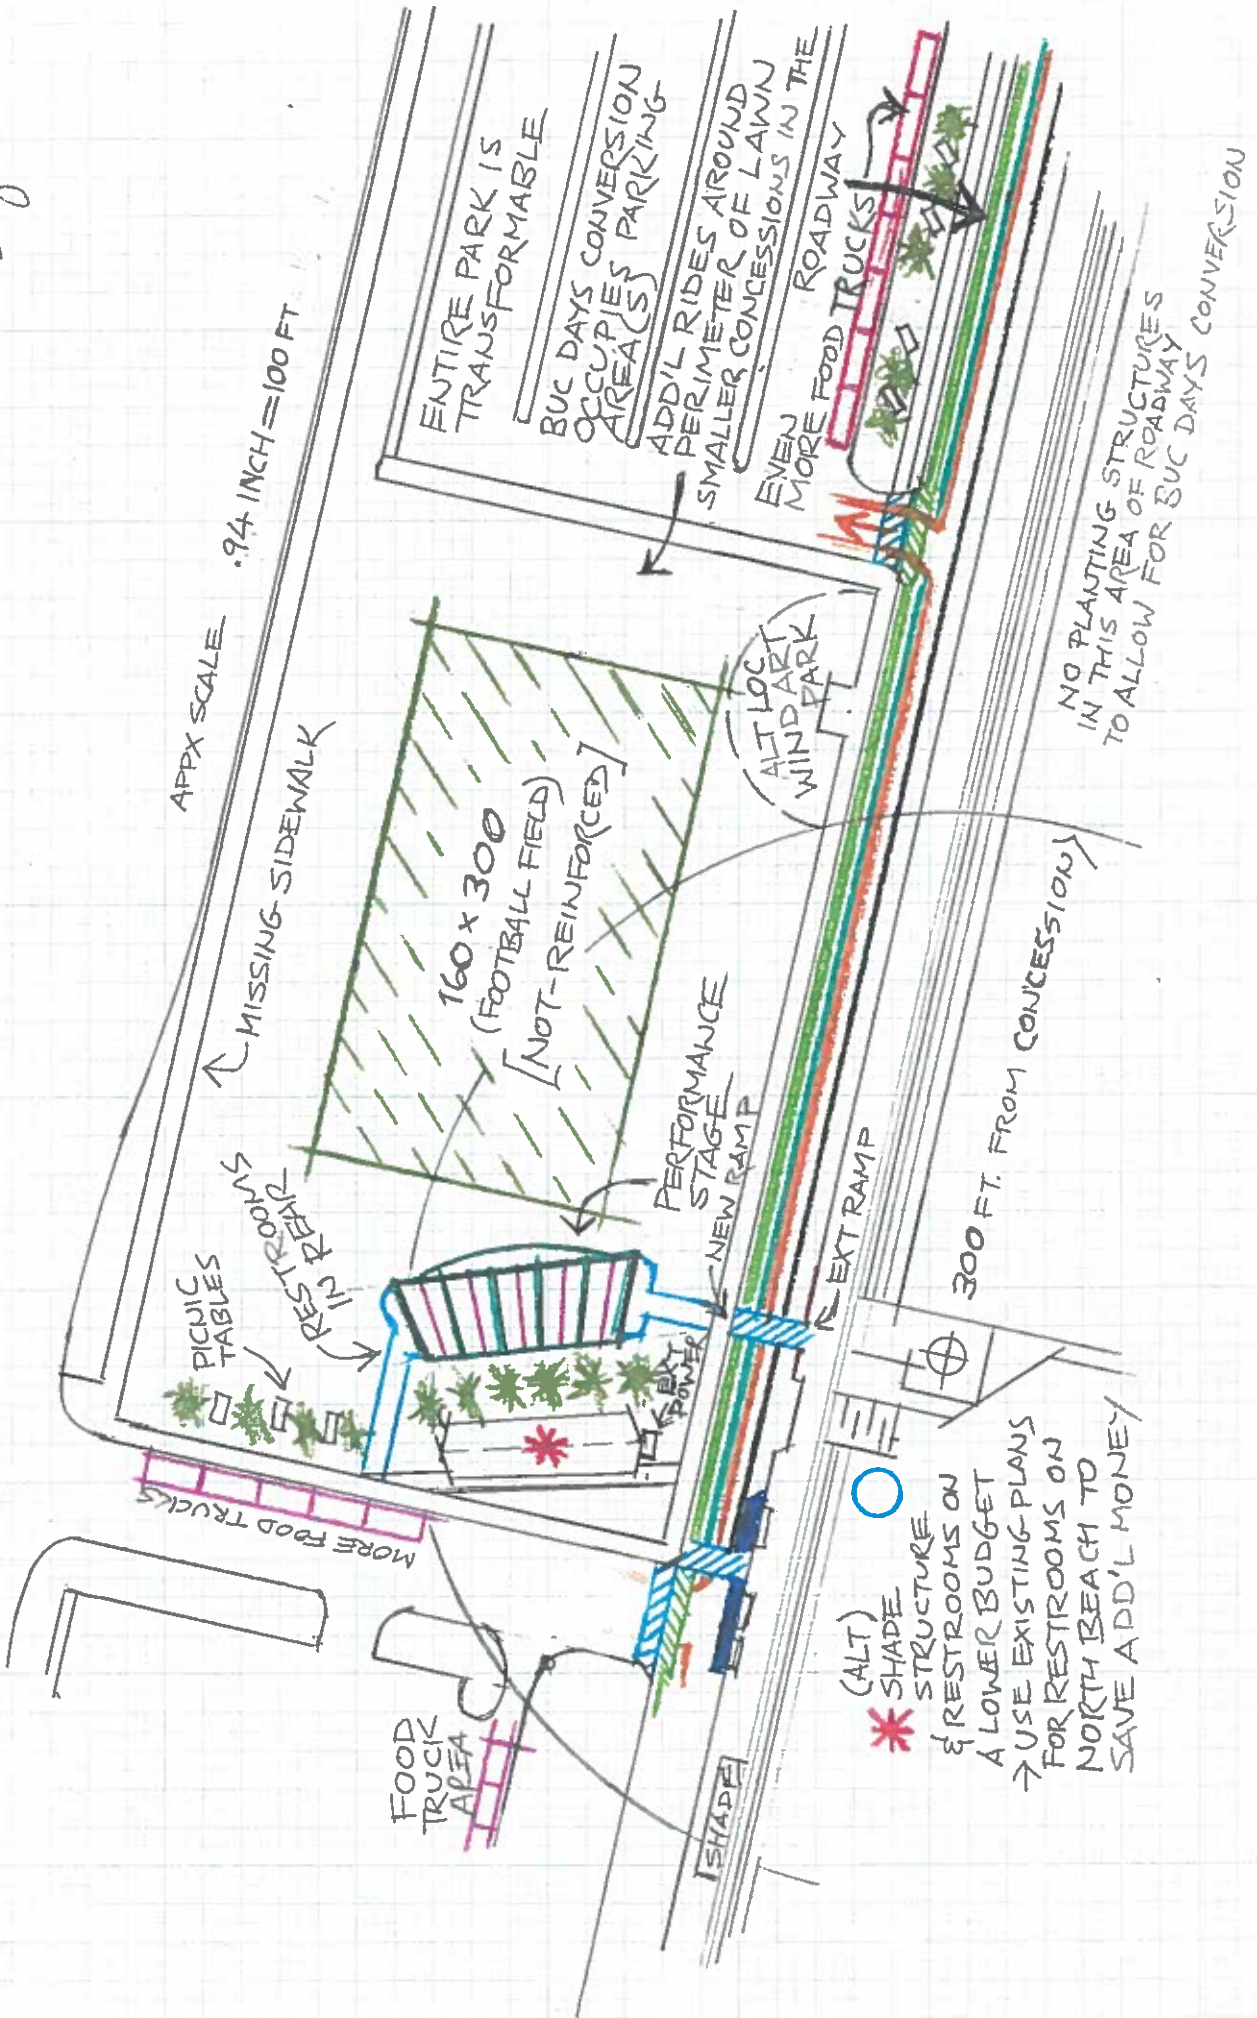 APPX SCALE .94 INCH = 100 FT
MISSING SIDEWALK
ENTIRE PARK IS
TRANSFORMABLE
BUC DAYS CONVERSION
OCCUPIES PARKING
AREA(S)
ADD'L RIDES AROUND
PERIMETER OF LAWN
SMALLER CONCESSIONS IN THE
ROADWAY
EVEN
MORE FOOD TRUCKS
160 x 300
(FOOTBALL FIELD)
[NOT-REINFORCED]
ALT LOC
WIND ART
PARK
PICNIC
TABLES
RESTROOMS
IN REAR
PERFORMANCE
STAGE
NEW RAMP
EXT RAMP
EXT
POWER
MORE FOOD TRUCKS
FOOD
TRUCK
AREA
SHADE
300 FT. FROM CONCESSION
NO PLANTING STRUCTURES
IN THIS AREA OF ROADWAY
TO ALLOW FOR BUC DAYS CONVERSION
(ALT)
SHADE
STRUCTURE
& RESTROOMS ON
A LOWER BUDGET
→ USE EXISTING PLANS
FOR RESTROOMS ON
NORTH BEACH TO
SAVE ADD'L MONEY